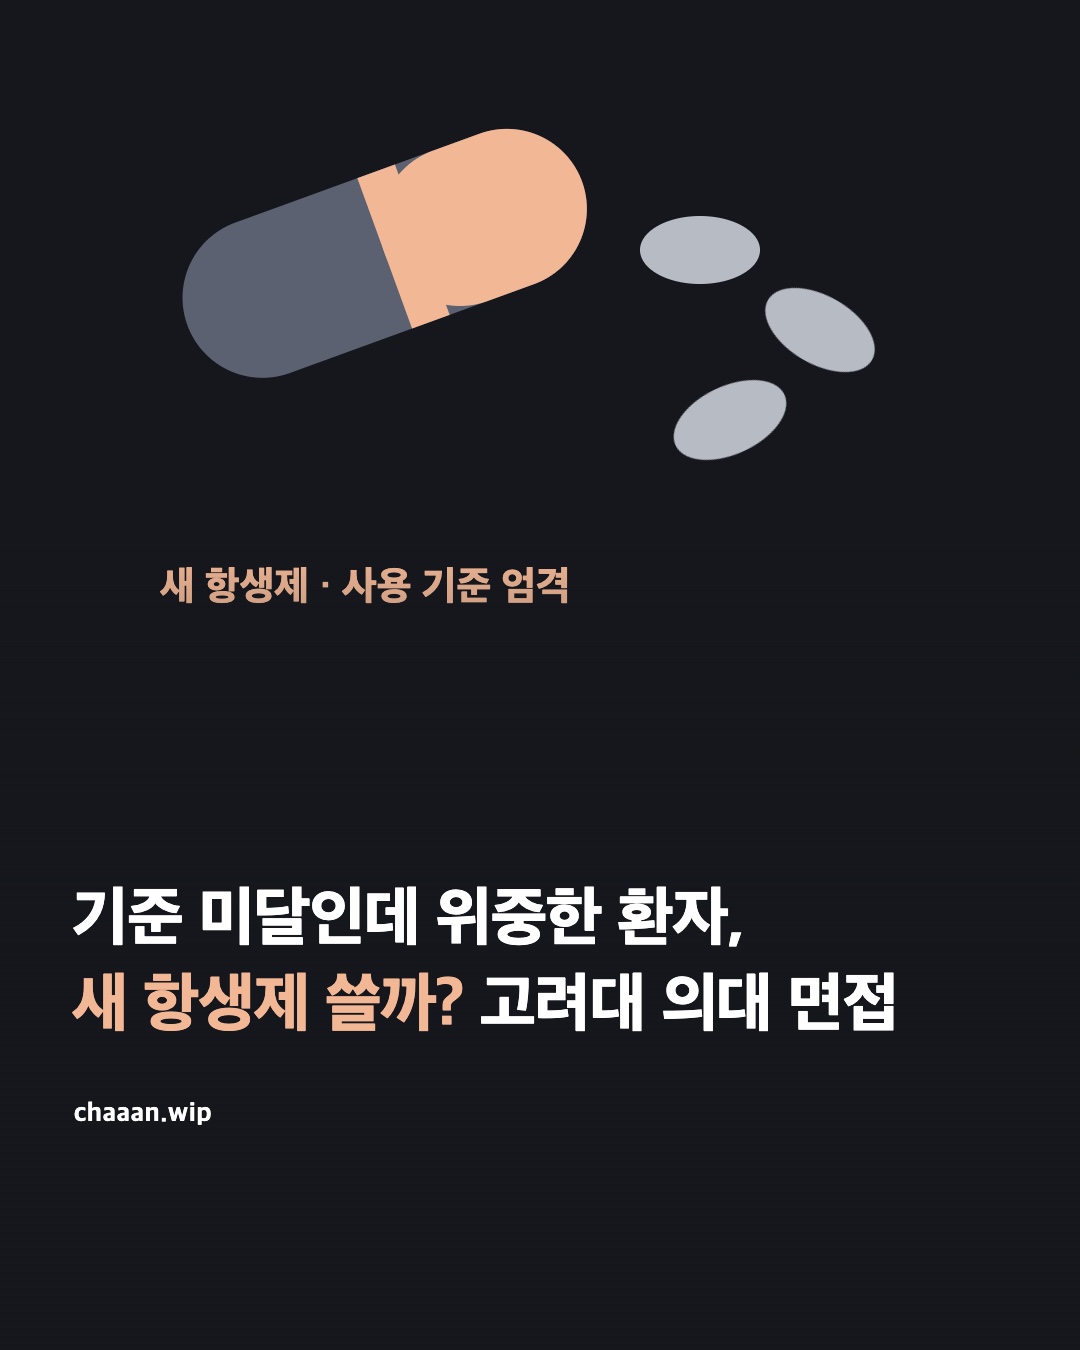 새 항생제 · 사용 기준 엄격
기준 미달인데 위중한 환자,
새 항생제 쓸까? 고려대 의대 면접
chaaan.wip